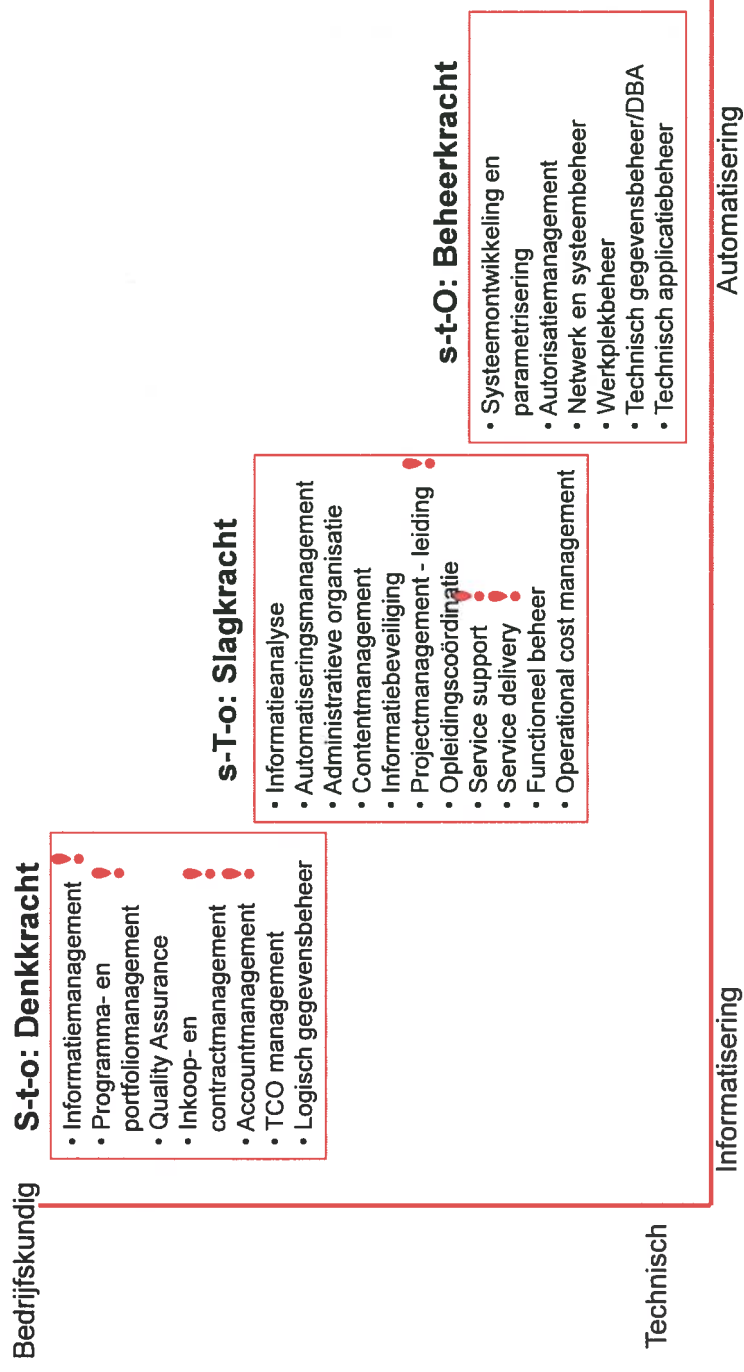 Bedrijfskundig
S-t-o: Denkkracht
• Informatiemanagement !
• Programma- en !
portfoliomanagement
• Quality Assurance
• Inkoop- en
contractmanagement !
• Accountmanagement !
• TCO management
• Logisch gegevensbeheer
s-T-o: Slagkracht
• Informatieanalyse
• Automatiseringsmanagement
• Administratieve organisatie
• Contentmanagement
• Informatiebeveiliging
• Projectmanagement - leiding !
• Opleidingscoördinatie
• Service support !
• Service delivery !
• Functioneel beheer
• Operational cost management
s-t-O: Beheerkracht
• Systeemontwikkeling en
parametrisering
• Autorisatiemanagement
• Netwerk en systeembeheer
• Werkplekbeheer
• Technisch gegevensbeheer/DBA
• Technisch applicatiebeheer
Technisch
Informatisering
Automatisering